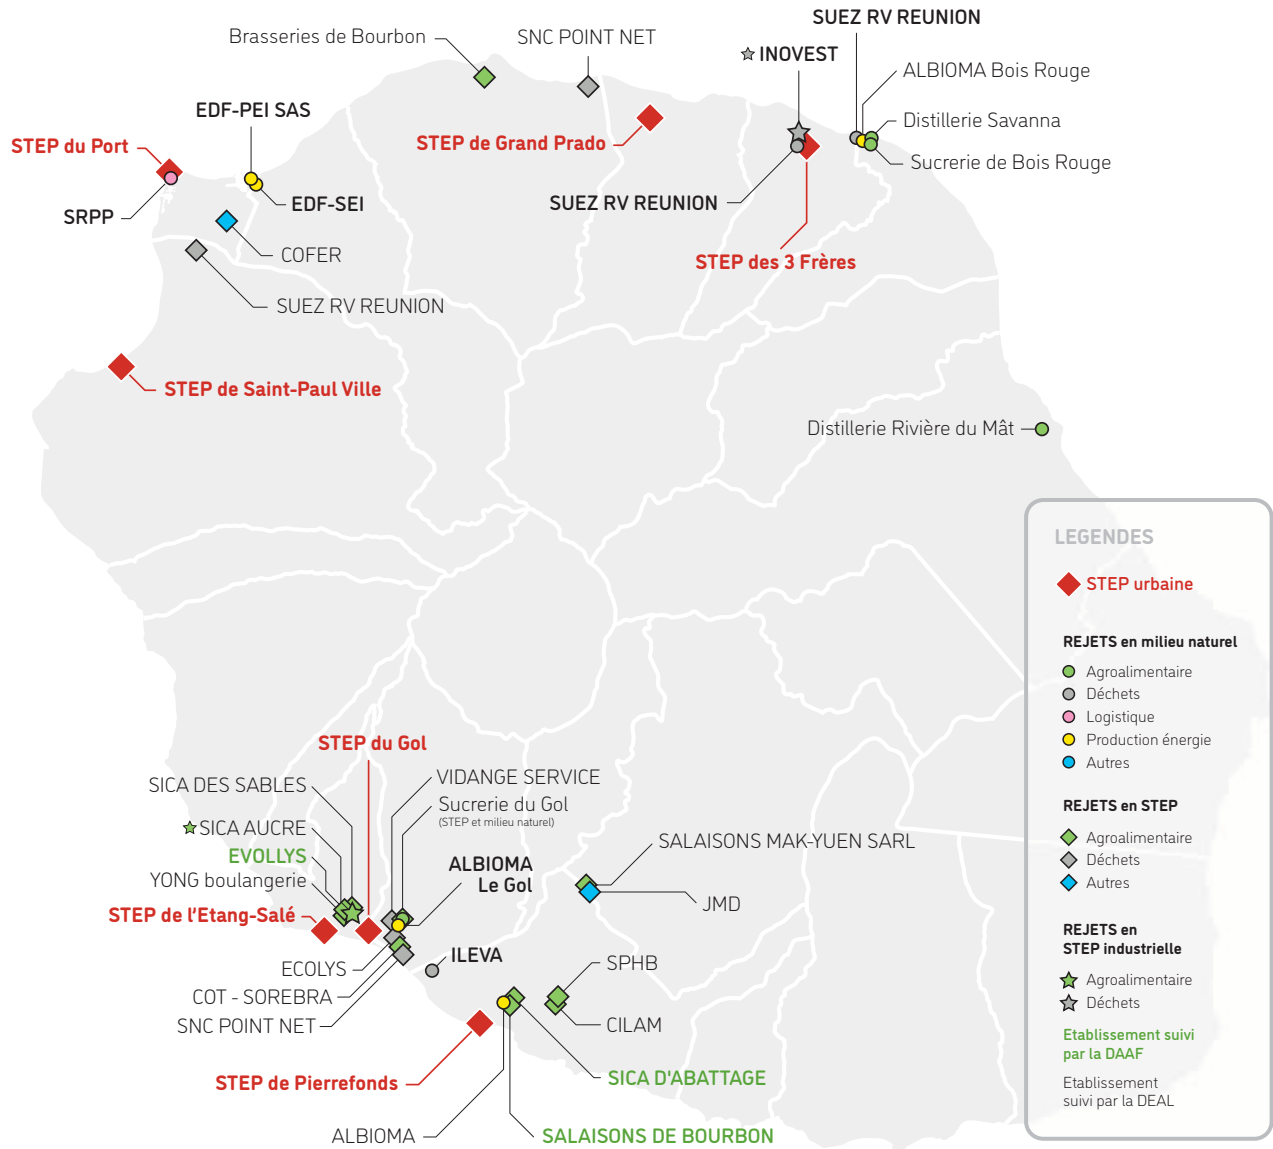 SUEZ RV REUNION
Brasseries de Bourbon
SNC POINT NET
INOVEST
ALBIOMA Bois Rouge
EDF-PEI SAS
Distillerie Savanna
STEP du Port
STEP de Grand Prado
Sucrerie de Bois Rouge
SRPP
EDF-SEI
SUEZ RV REUNION
COFER
STEP des 3 Frères
SUEZ RV REUNION
STEP de Saint-Paul Ville
Distillerie Rivière du Mât
STEP du Gol
SICA DES SABLES
VIDANGE SERVICE
Sucrerie du Gol
(STEP et milieu naturel)
SICA AUCRE
EVOLLYS
SALAISONS MAK-YUEN SARL
YONG boulangerie
ALBIOMA
Le Gol
JMD
STEP de l'Etang-Salé
ILEVA
ECOLYS
SPHB
COT - SOREBRA
SNC POINT NET
CILAM
STEP de Pierrefonds
SICA D'ABATTAGE
ALBIOMA
SALAISONS DE BOURBON
LEGENDES
STEP urbaine
REJETS en milieu naturel
Agroalimentaire
Déchets
Logistique
Production énergie
Autres
REJETS en STEP
Agroalimentaire
Déchets
Autres
REJETS en
STEP industrielle
Agroalimentaire
Déchets
Etablissement suivi
par la DAAF
Etablissement
suivi par la DEAL